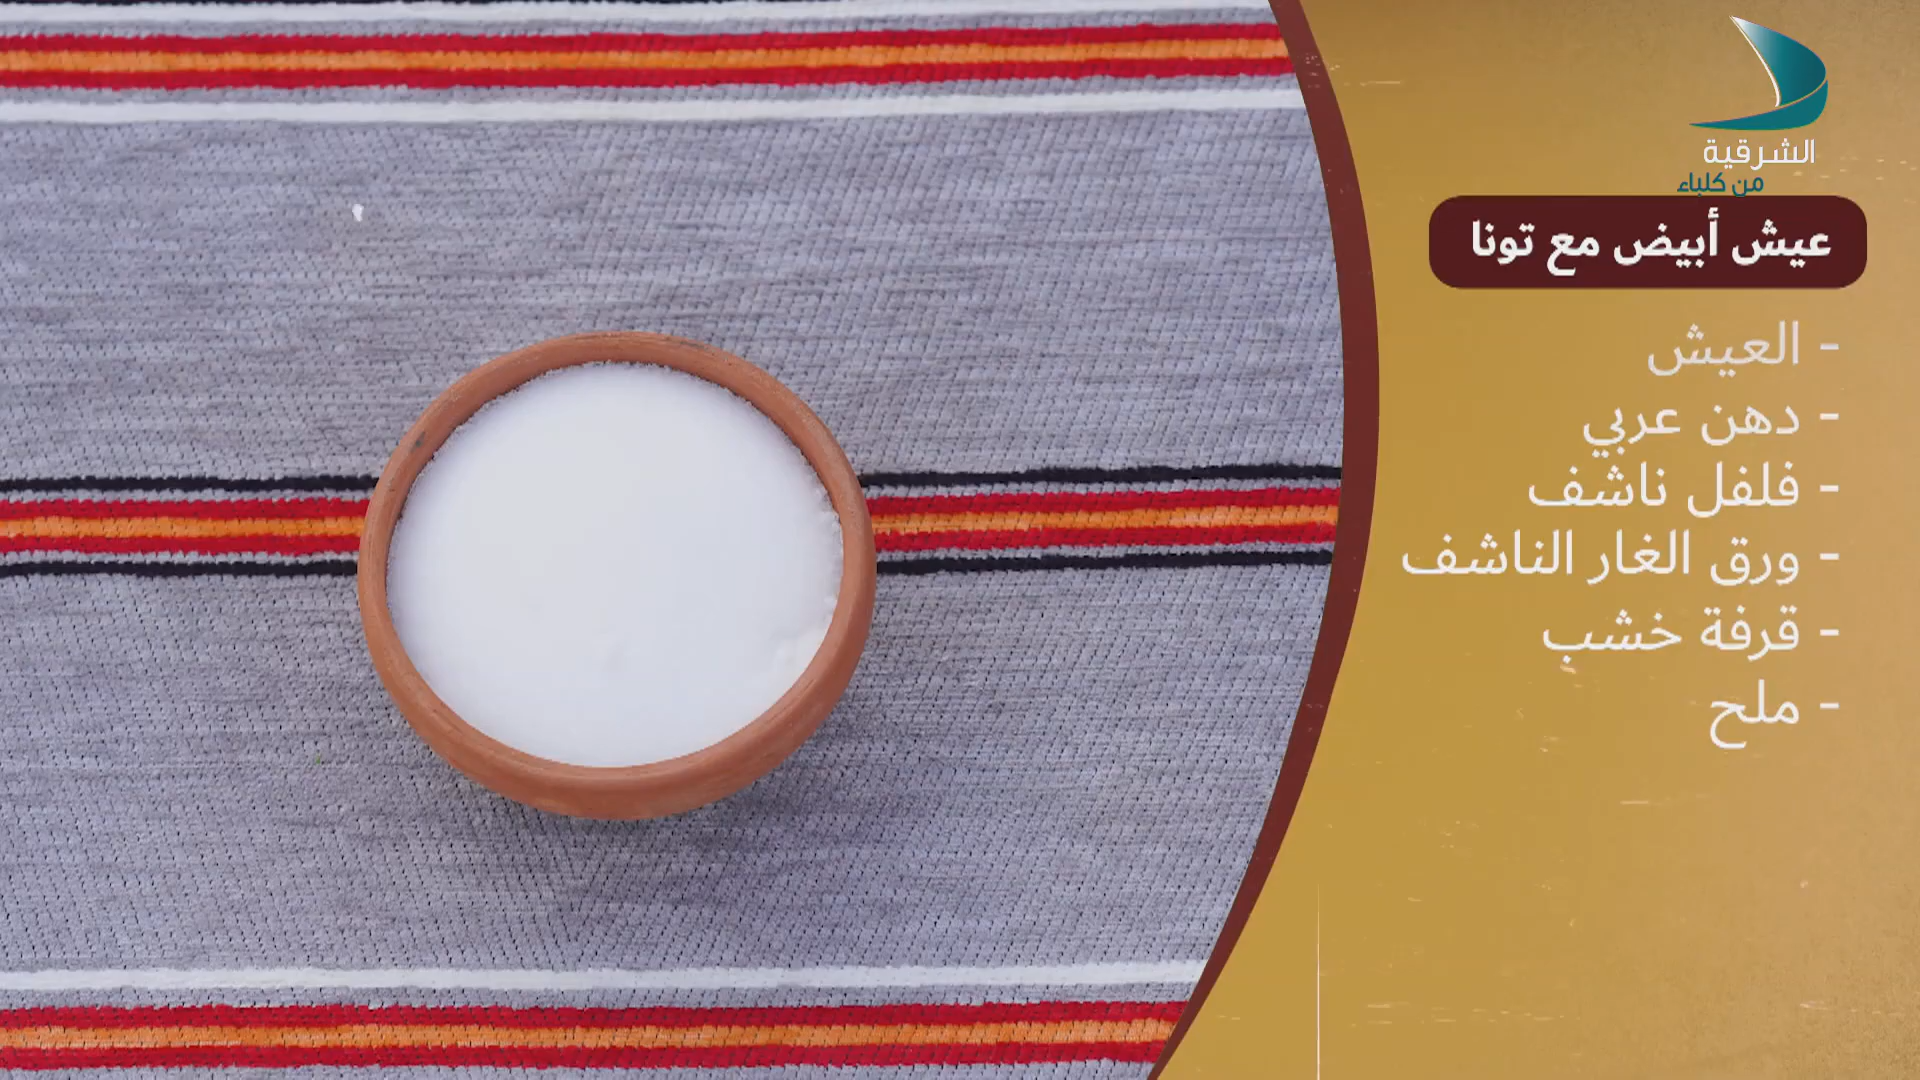 الشرقية
من كلباء
عيش أبيض مع تونا
- العيش
- دهن عربي
- فلفل ناشف
- ورق الغار الناشف
- قرفة خشب
- ملح